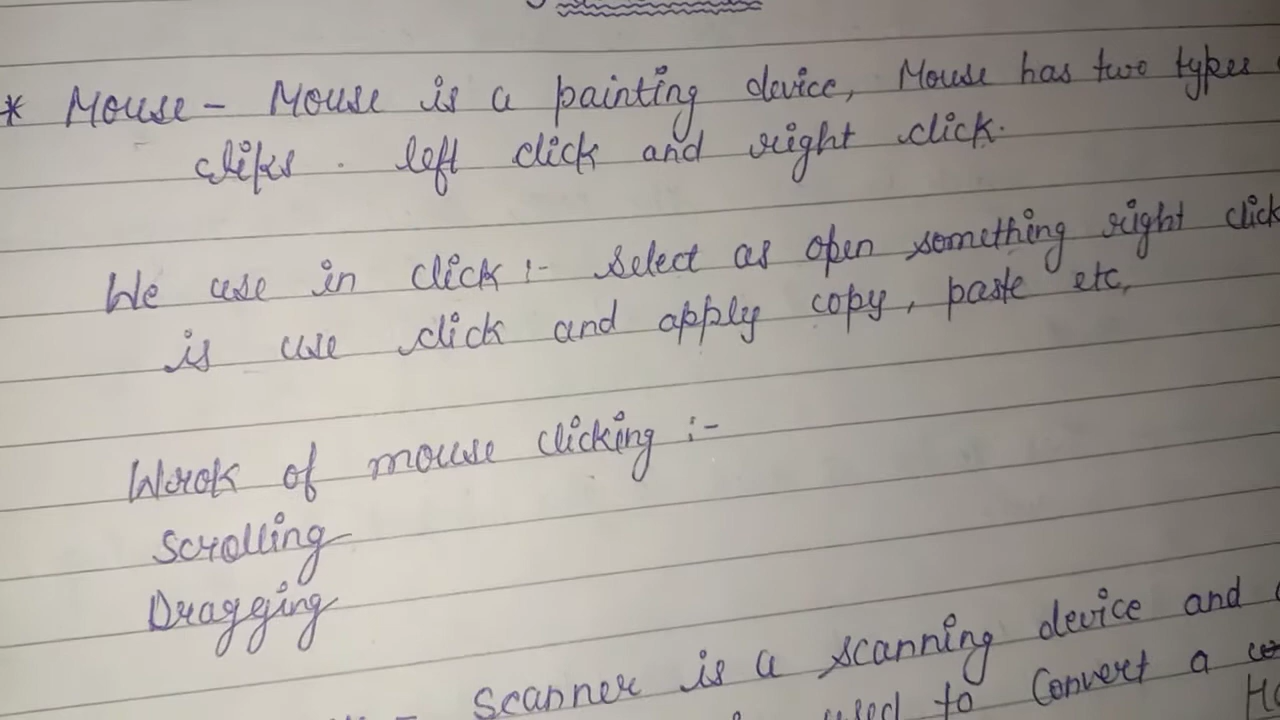 * Mouse - Mouse is a painting device, Mouse has two types
cliks. left click and right click.
We use in click :- select as open something right click
is use click and apply copy, paste etc,
Wrok of mouse clicking :-
Scrolling
Dragging
Scanner is a scanning device and
used to Convert a